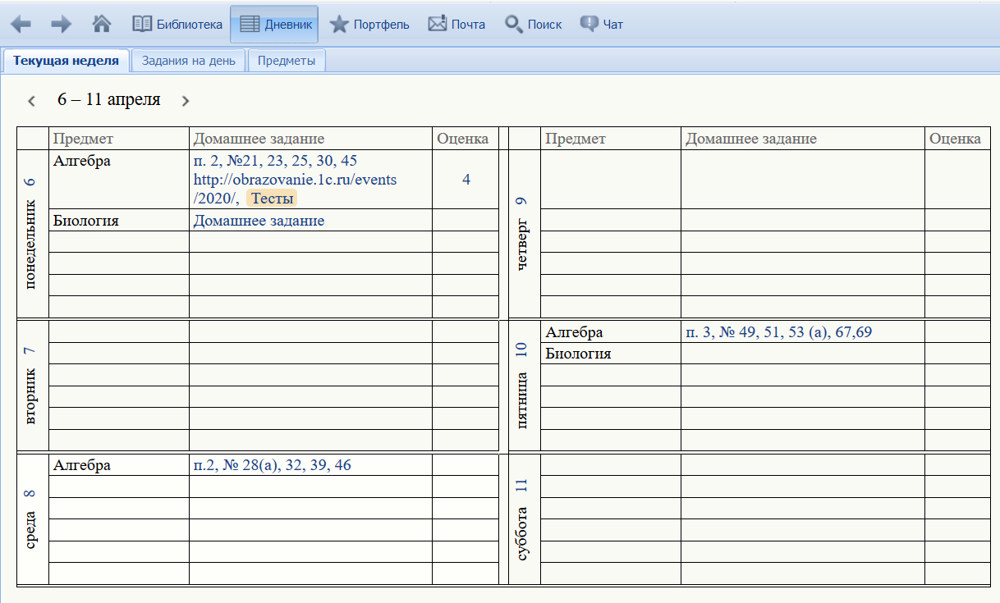 Библиотека Дневник Портфель Почта Поиск Чат
Текущая неделя Задания на день Предметы
6 – 11 апреля
Предмет Домашнее задание Оценка
понедельник 6
Алгебра п. 2, №21, 23, 25, 30, 45
http://obrazovanie.1c.ru/events
/2020/, Тесты
4
Биология Домашнее задание
вторник 7
среда 8
Алгебра п.2, № 28(а), 32, 39, 46
Предмет Домашнее задание Оценка
четверг 9
пятница 10
Алгебра п. 3, № 49, 51, 53 (а), 67,69
Биология
суббота 11